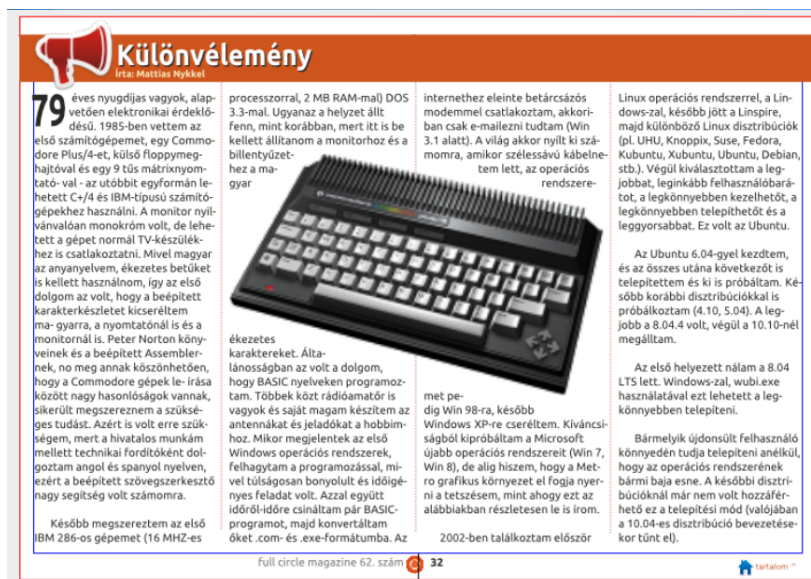 Különvélemény
Írta: Mattias Nykkel
79 éves nyugdíjas vagyok, alap-
vetően elektronikai érdeklő-
désű. 1985-ben vettem az
első számítógépemet, egy Commo-
dore Plus/4-et, külső floppymeg-
hajtóval és egy 9 tűs mátrixnyom-
tató- val - az utóbbit egyformán le-
hetett C+/4 és IBM-típusú számító-
gépekhez használni. A monitor nyil-
vánvalóan monokróm volt, de lehe-
tett a gépet normál TV-készülék-
hez is csatlakoztatni. Mivel magyar
az anyanyelvem, ékezetes betűket
is kellett használnom, így az első
dolgom az volt, hogy a beépített
karakterkészletet kicseréltem
ma- gyarra, a nyomtatónál is és a
monitornál is. Peter Norton köny-
veinek és a beépített Assembler-
nek, no meg annak köszönhetően,
hogy a Commodore gépek le- írása
között nagy hasonlóságok vannak,
sikerült megszereznem a szüksé-
ges tudást. Azért is volt erre szük-
ségem, mert a hivatalos munkám
mellett technikai fordítóként dol-
goztam angol és spanyol nyelven,
ezért a beépített szövegszerkesztő
nagy segítség volt számomra.
Később megszereztem az első
IBM 286-os gépemet (16 MHZ-es
processzorral, 2 MB RAM-mal) DOS
3.3-mal. Ugyanaz a helyzet állt
fenn, mint korábban, mert itt is be
kellett állítanom a monitorhoz és a
billentyűzet-
hez a ma-
gyar
ékezetes
karaktereket. Álta-
lánosságban az volt a dolgom,
hogy BASIC nyelveken programoz-
tam. Többek közt rádióamatőr is
vagyok és saját magam készítem az
antennákat és jeladókat a hobbim-
hoz. Mikor megjelentek az első
Windows operációs rendszerek,
felhagytam a programozással, mi-
vel túlságosan bonyolult és időigé-
nyes feladat volt. Azzal együtt
időről-időre csináltam pár BASIC-
programot, majd konvertáltam
őket .com- és .exe-formátumba. Az
internethez eleinte betárcsázós
modemmel csatlakoztam, akkori-
ban csak e-mailezni tudtam (Win
3.1 alatt). A világ akkor nyílt ki szá-
momra, amikor szélessávú kábelne-
tem lett, az operációs
rendszere-
met pe-
dig Win 98-ra, később
Windows XP-re cseréltem. Kíváncsi-
ságból kipróbáltam a Microsoft
újabb operációs rendszereit (Win 7,
Win 8), de alig hiszem, hogy a Met-
ro grafikus környezet el fogja nyer-
ni a tetszésem, mint ahogy ezt az
alábbiakban részletesen le is írom.
2002-ben találkoztam először
Linux operációs rendszerrel, a Lin-
dows-zal, később jött a Linspire,
majd különböző Linux disztribúciók
(pl. UHU, Knoppix, Suse, Fedora,
Kubuntu, Xubuntu, Ubuntu, Debian,
stb.). Végül kiválasztottam a leg-
jobbat, leginkább felhasználóbará-
tot, a legkönnyebben kezelhetőt, a
legkönnyebben telepíthetőt és a
leggyorsabbat. Ez volt az Ubuntu.
Az Ubuntu 6.04-gyel kezdtem,
és az összes utána következőt is
telepítettem és ki is próbáltam. Ké-
sőbb korábbi disztribúciókkal is
próbálkoztam (4.10, 5.04). A leg-
jobb a 8.04.4 volt, végül a 10.10-nél
megálltam.
Az első helyezett nálam a 8.04
LTS lett. Windows-zal, wubi.exe
használatával ezt lehetett a leg-
könnyebben telepíteni.
Bármelyik újdonsült felhasználó
könnyedén tudja telepíteni anélkül,
hogy az operációs rendszerének
bármi baja esne. A későbbi diszt-
ribúcióknál már nem volt hozzáfér-
hető ez a telepítési mód (valójában
a 10.04-es disztribúció bevezetése-
kor tűnt el).
full circle magazine 62. szám
32
tartalom ^